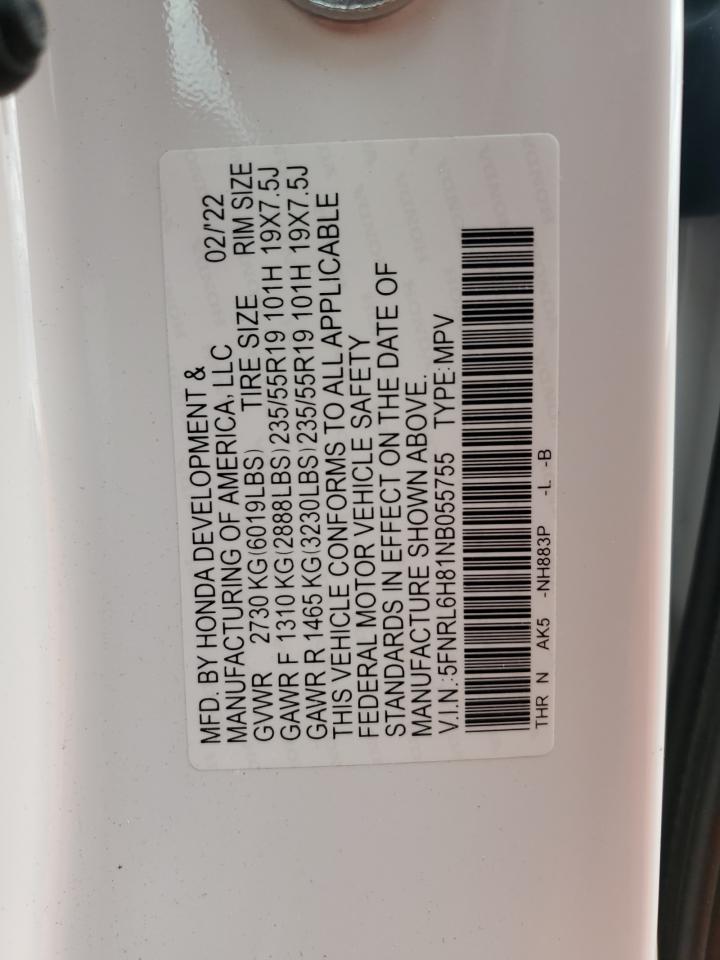 MFD. BY HONDA DEVELOPMENT &
MANUFACTURING OF AMERICA, LLC 02/'22
GVWR 2730 KG(6019LBS) TIRE SIZE RIM SIZE
GAWR F 1310 KG(2888LBS) 235/55R19 101H 19X7.5J
GAWR R 1465 KG(3230LBS) 235/55R19 101H 19X7.5J
THIS VEHICLE CONFORMS TO ALL APPLICABLE
FEDERAL MOTOR VEHICLE SAFETY
STANDARDS IN EFFECT ON THE DATE OF
MANUFACTURE SHOWN ABOVE.
V.I.N.:5FNRL6H81NB055755 TYPE:MPV
THR N AK5 -NH883P -L -B